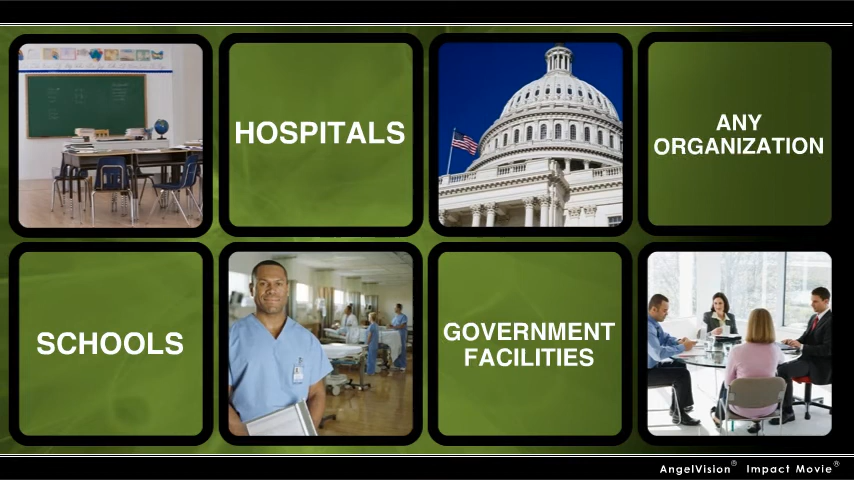 HOSPITALS
ANY
ORGANIZATION
SCHOOLS
GOVERNMENT
FACILITIES
AngelVision® Impact Movie®